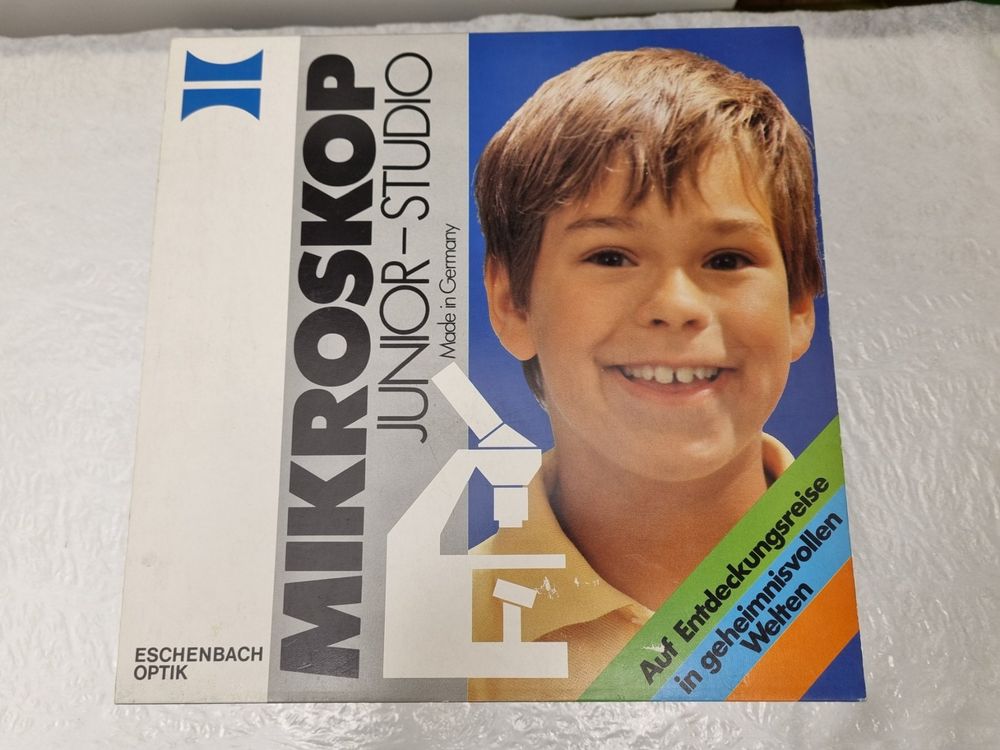 MIKROSKOP
JUNIOR-STUDIO
Made in Germany
ESCHENBACH
OPTIK
Auf Entdeckungsreise
in geheimnisvollen
Welten